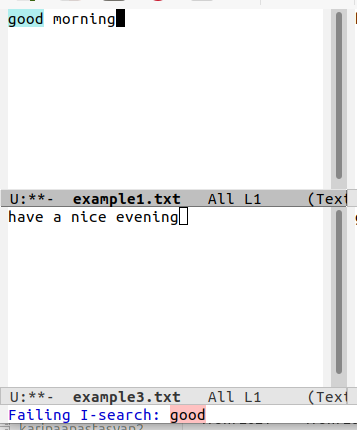 good morning
U:**-  example1.txt   All L1     (Text
have a nice evening
U:**-  example3.txt   All L1     (Text
Failing I-search: good